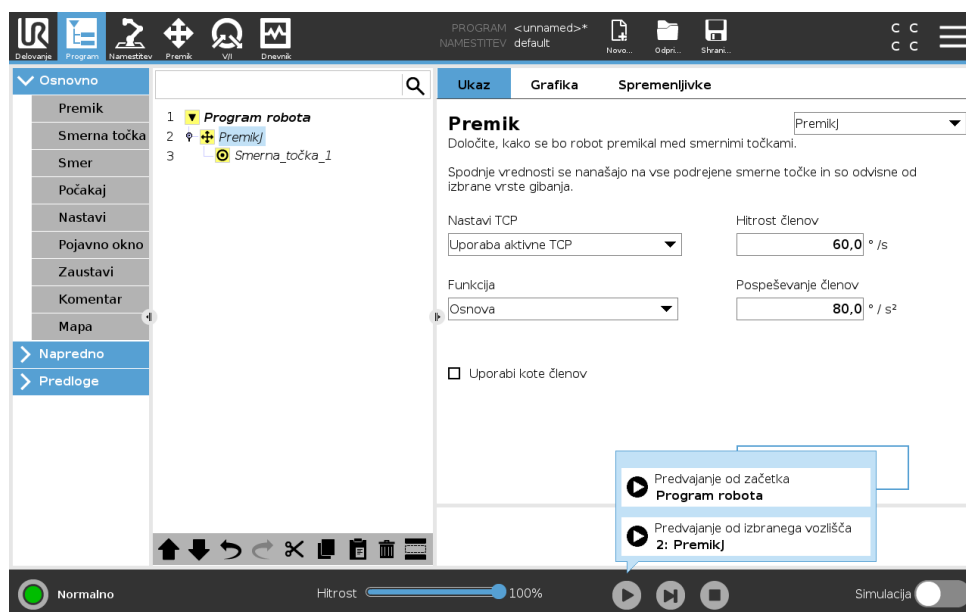 PROGRAM <unnamed>*
NAMESTITEV default
UR
Delovanje Program Namestitev Premik V/I Dnevnik
Novo... Odpri... Shrani...
C C
C C
Osnovno
Premik
Smerna točka
Smer
Počakaj
Nastavi
Pojavno okno
Zaustavi
Komentar
Mapa
Napredno
Predloge
1 Program robota
2 PremikJ
3 Smerna_točka_1
Ukaz Grafika Spremenljivke
Premik PremikJ
Določite, kako se bo robot premikal med smernimi točkami.
Spodnje vrednosti se nanašajo na vse podrejene smerne točke in so odvisne od
izbrane vrste gibanja.
Nastavi TCP Hitrost členov
Uporaba aktivne TCP 60,0 ° /s
Funkcija Pospeševanje členov
Osnova 80,0 ° / s²
Uporabi kote členov
Predvajanje od začetka
Program robota
Predvajanje od izbranega vozlišča
2: PremikJ
Normalno Hitrost 100% Simulacija